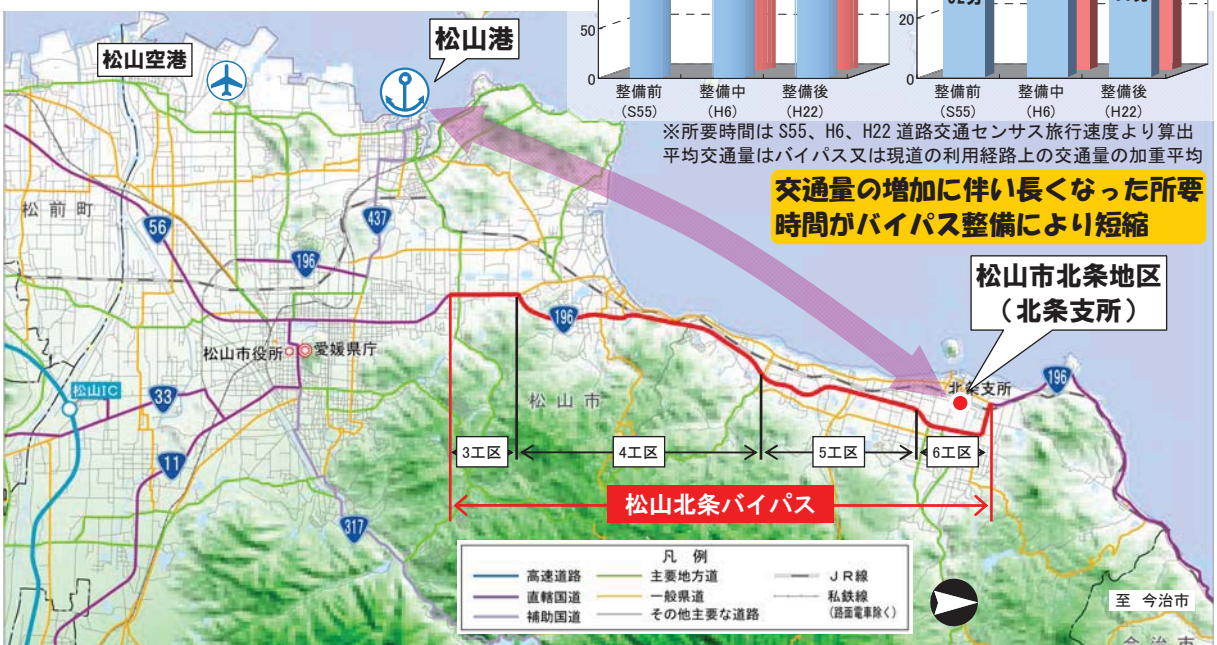 50
0
整備前
(S55)
整備中
(H6)
整備後
(H22)
20
0
整備前
(S55)
整備中
(H6)
整備後
(H22)
※所要時間は S55、H6、H22 道路交通センサス旅行速度より算出
平均交通量はバイパス又は現道の利用経路上の交通量の加重平均
交通量の増加に伴い長くなった所要
時間がバイパス整備により短縮
松山空港
松山港
松前町
56
437
196
196
松山市北条地区
(北条支所)
北条支所
196
松山市役所
愛媛県庁
松山IC
33
11
317
松山市
3工区
4工区
5工区
6工区
松山北条バイパス
凡 例
高速道路
主要地方道
JR線
直轄国道
一般県道
私鉄線
補助国道
その他主要な道路
(路面電車除く)
至 今治市
今治市